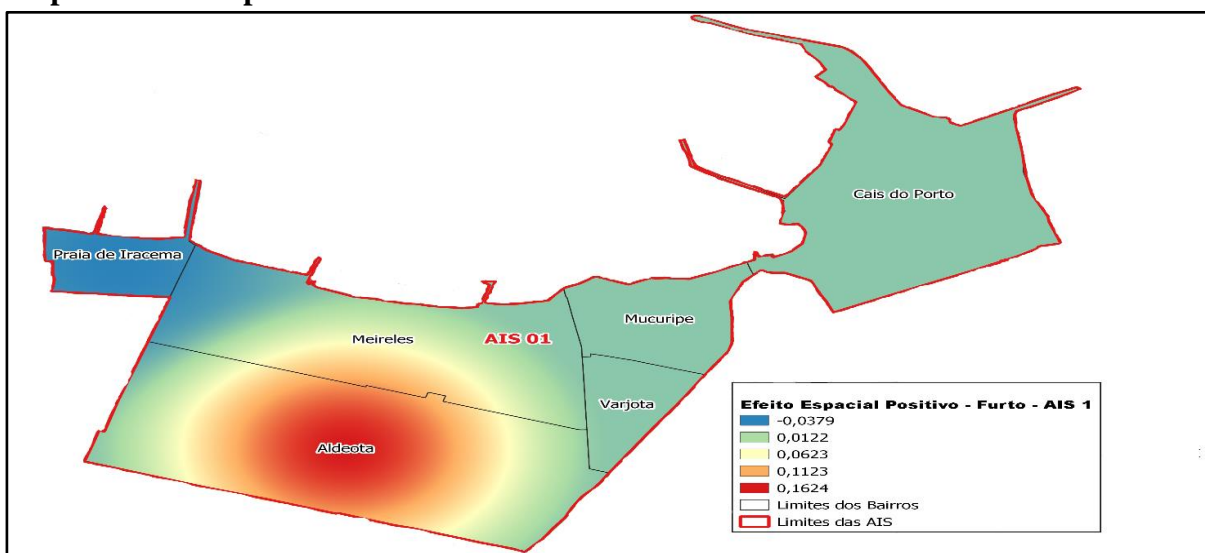 Cais do Porto
Praia de Iracema
Mucuripe
Meireles
AIS 01
Varjota
Aldeota
Efeito Espacial Positivo - Furto - AIS 1
-0,0379
0,0122
0,0623
0,1123
0,1624
Limites dos Bairros
Limites das AIS